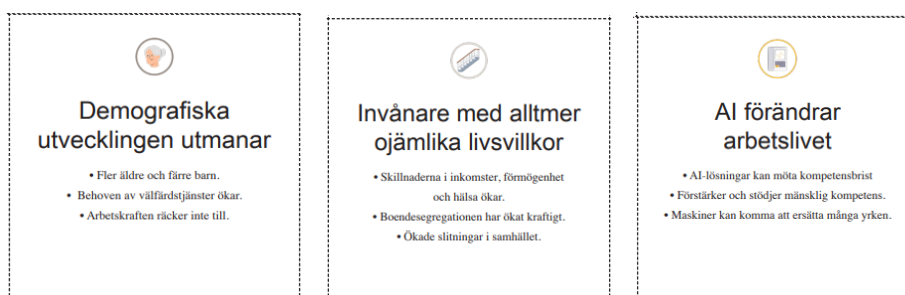 Demografiska
utvecklingen utmanar
• Fler äldre och färre barn.
• Behoven av välfärdstjänster ökar.
• Arbetskraften räcker inte till.
Invånare med alltmer
ojämlika livsvillkor
• Skillnaderna i inkomster, förmögenhet
och hälsa ökar.
• Boendesegregationen har ökat kraftigt.
• Ökade slitningar i samhället.
AI förändrar
arbetslivet
• AI-lösningar kan möta kompetensbrist
• Förstärker och stödjer mänsklig kompetens.
• Maskiner kan komma att ersätta många yrken.